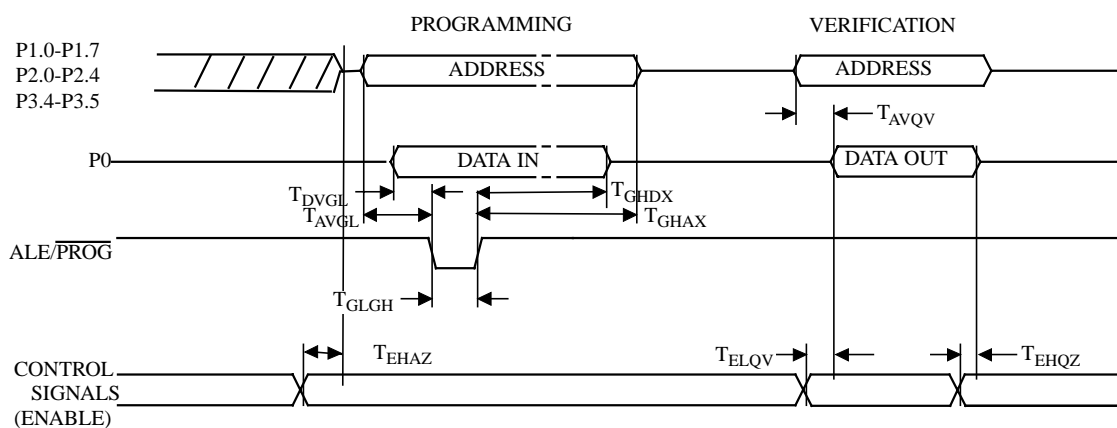 PROGRAMMING
VERIFICATION
P1.0-P1.7
P2.0-P2.4
P3.4-P3.5
ADDRESS
ADDRESS
TAVQV
P0
DATA IN
DATA OUT
TDVGL
TGHDX
TAVGL
TGHAX
ALE/PROG
TGLGH
TEHAZ
TELQV
TEHQZ
CONTROL
SIGNALS
(ENABLE)